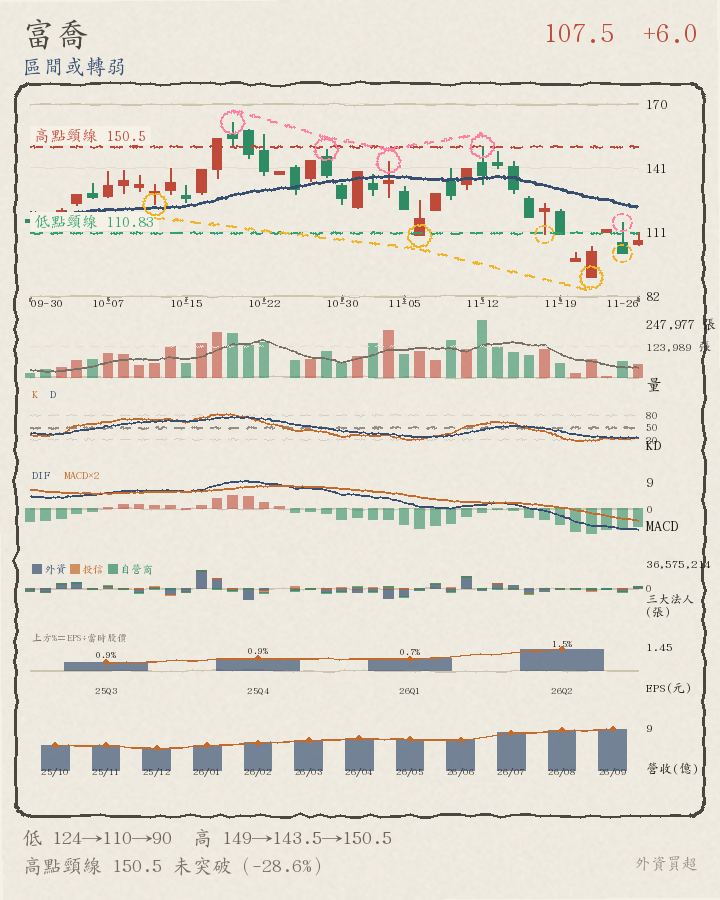 富喬
107.5 +6.0
區間或轉弱
170
高點頸線 150.5
141
低點頸線 110.83
111
82
09-30 10-07 10-15 10-22 10-30 11-05 11-12 11-19 11-26
247,977 張
123,989 張
量
K D
80
50
20
KD
DIF MACD×2
9
0
MACD
外資 投信 自營商
36,575,214
0
三大法人
(張)
上方%=EPS÷當時股價
0.9% 0.9% 0.7% 1.5%
1.45
25Q3 25Q4 26Q1 26Q2
EPS(元)
9
25/10 25/11 25/12 26/01 26/02 26/03 26/04 26/05 26/06 26/07 26/08 26/09
營收(億)
低 124→110→90 高 149→143.5→150.5
高點頸線 150.5 未突破 (-28.6%)
外資買超